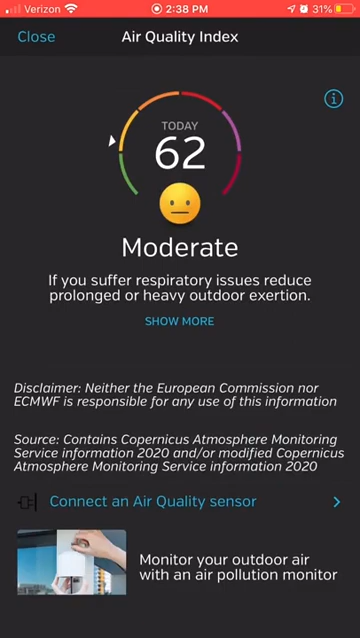 Verizon 2:38 PM 31%
Close Air Quality Index
TODAY
62
Moderate
If you suffer respiratory issues reduce
prolonged or heavy outdoor exertion.
SHOW MORE
Disclaimer: Neither the European Commission nor
ECMWF is responsible for any use of this information
Source: Contains Copernicus Atmosphere Monitoring
Service information 2020 and/or modified Copernicus
Atmosphere Monitoring Service information 2020
Connect an Air Quality sensor
Monitor your outdoor air
with an air pollution monitor